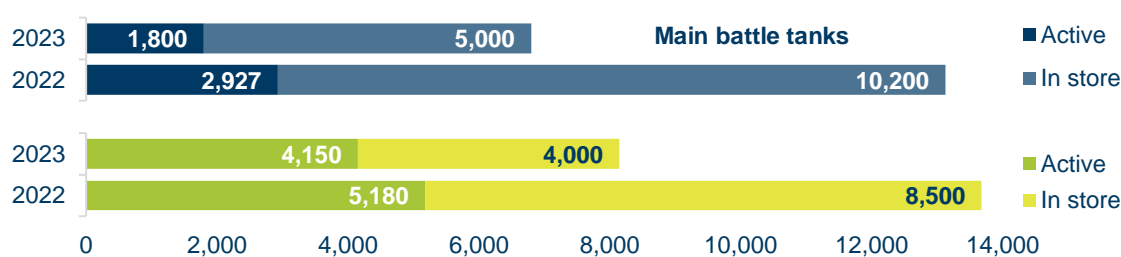 2023 1,800 5,000 Main battle tanks Active
2022 2,927 10,200 In store
2023 4,150 4,000 Active
2022 5,180 8,500 In store
0 2,000 4,000 6,000 8,000 10,000 12,000 14,000